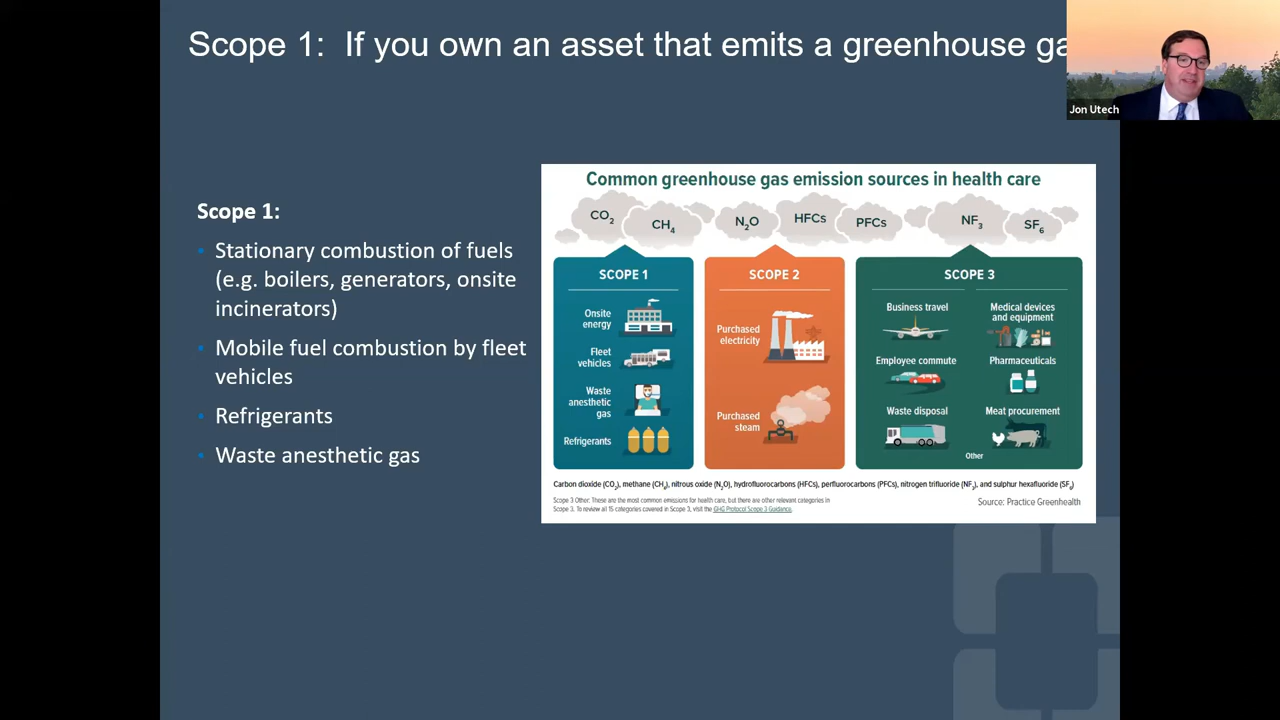 Scope 1:  If you own an asset that emits a greenhouse
Jon Utech
Scope 1:
Stationary combustion of fuels
(e.g. boilers, generators, onsite
incinerators)
Mobile fuel combustion by fleet
vehicles
Refrigerants
Waste anesthetic gas
Common greenhouse gas emission sources in health care
CO₂
CH₄
N₂O
HFCs
PFCs
NF₃
SF₆
SCOPE 1
Onsite
energy
Fleet
vehicles
Waste
anesthetic
gas
Refrigerants
SCOPE 2
Purchased
electricity
Purchased
steam
SCOPE 3
Business travel
Employee commute
Waste disposal
Medical devices
and equipment
Pharmaceuticals
Meat procurement
Other
Carbon dioxide (CO₂), methane (CH₄), nitrous oxide (N₂O), hydrofluorocarbons (HFCs), perfluorocarbons (PFCs), nitrogen trifluoride (NF₃), and sulphur hexafluoride (SF₆)
Scope 3 Other: These are the most common emissions for health care, but there are other relevant categories in
Scope 3. To review all 15 categories covered in Scope 3, visit the GHG Protocol Scope 3 Guidance.
Source: Practice Greenhealth